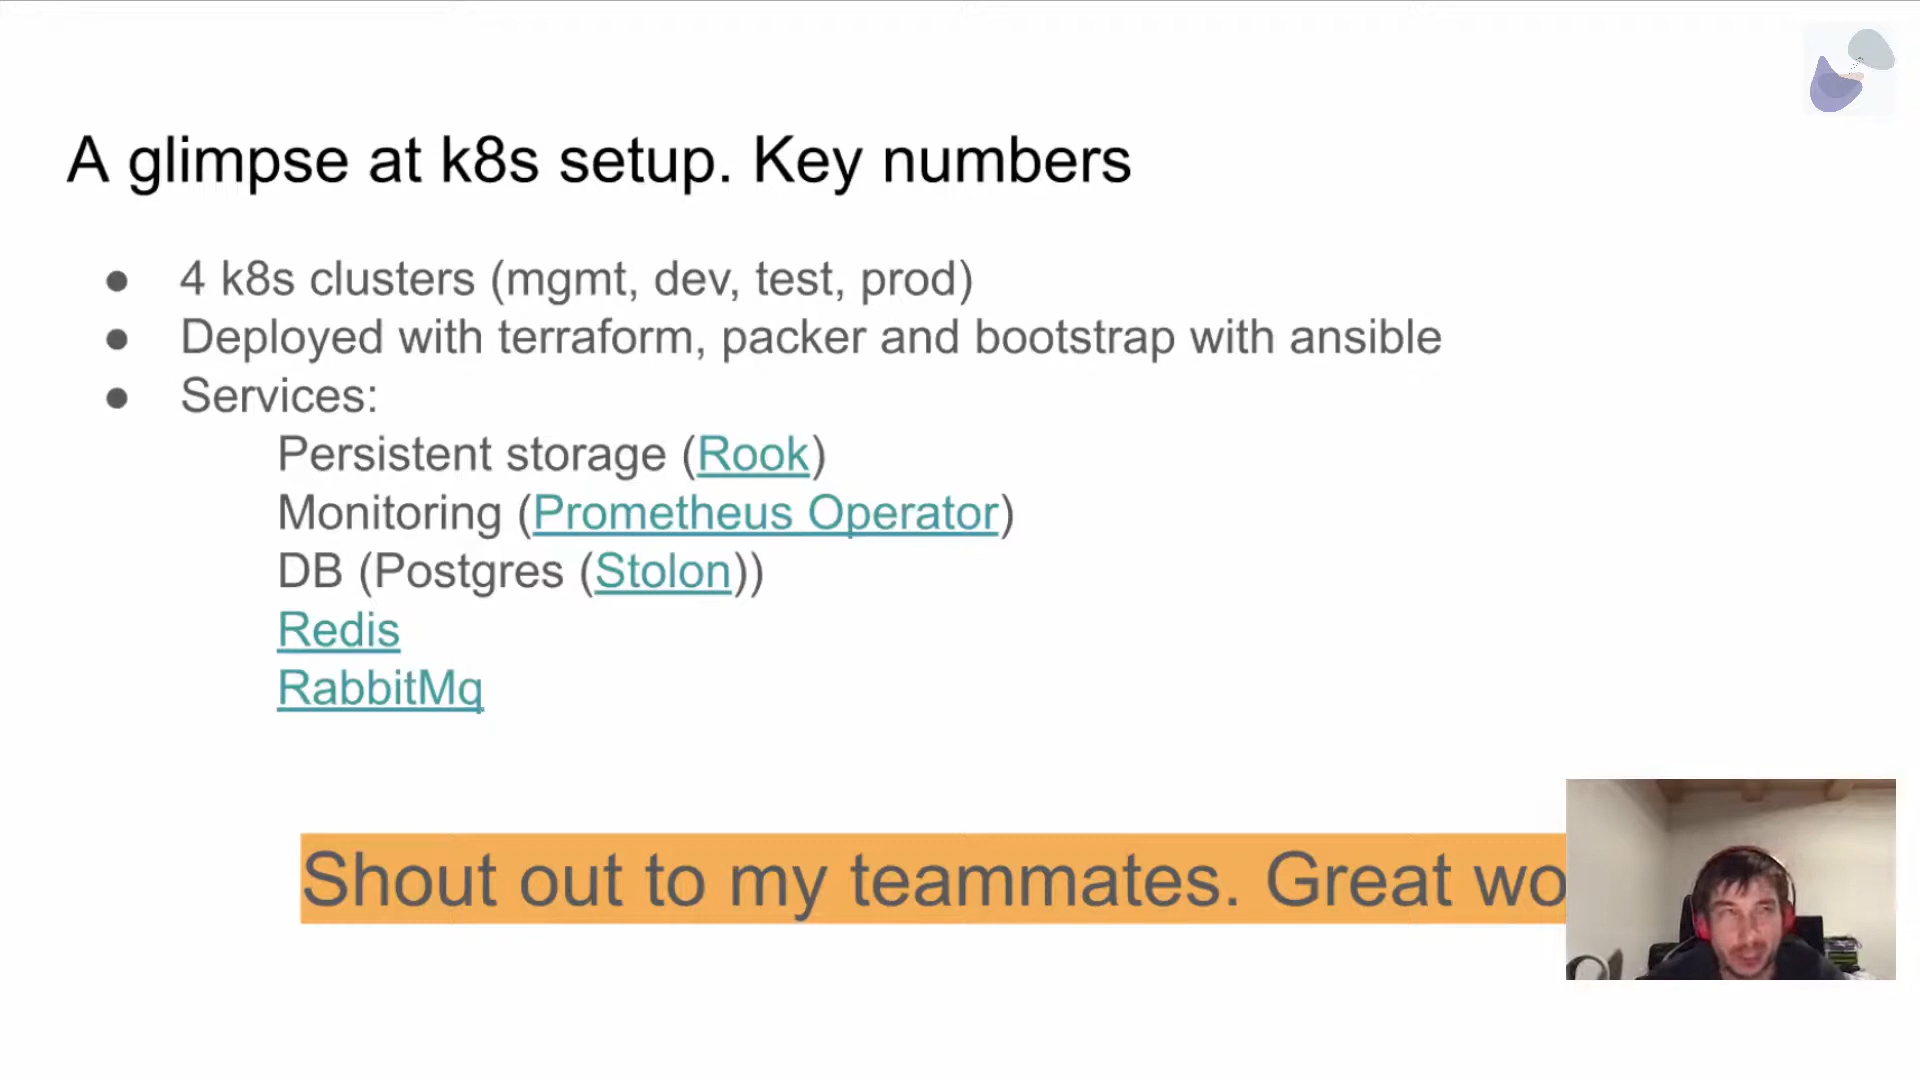 A glimpse at k8s setup. Key numbers
● 4 k8s clusters (mgmt, dev, test, prod)
● Deployed with terraform, packer and bootstrap with ansible
● Services:
Persistent storage (Rook)
Monitoring (Prometheus Operator)
DB (Postgres (Stolon))
Redis
RabbitMq
Shout out to my teammates. Great wo